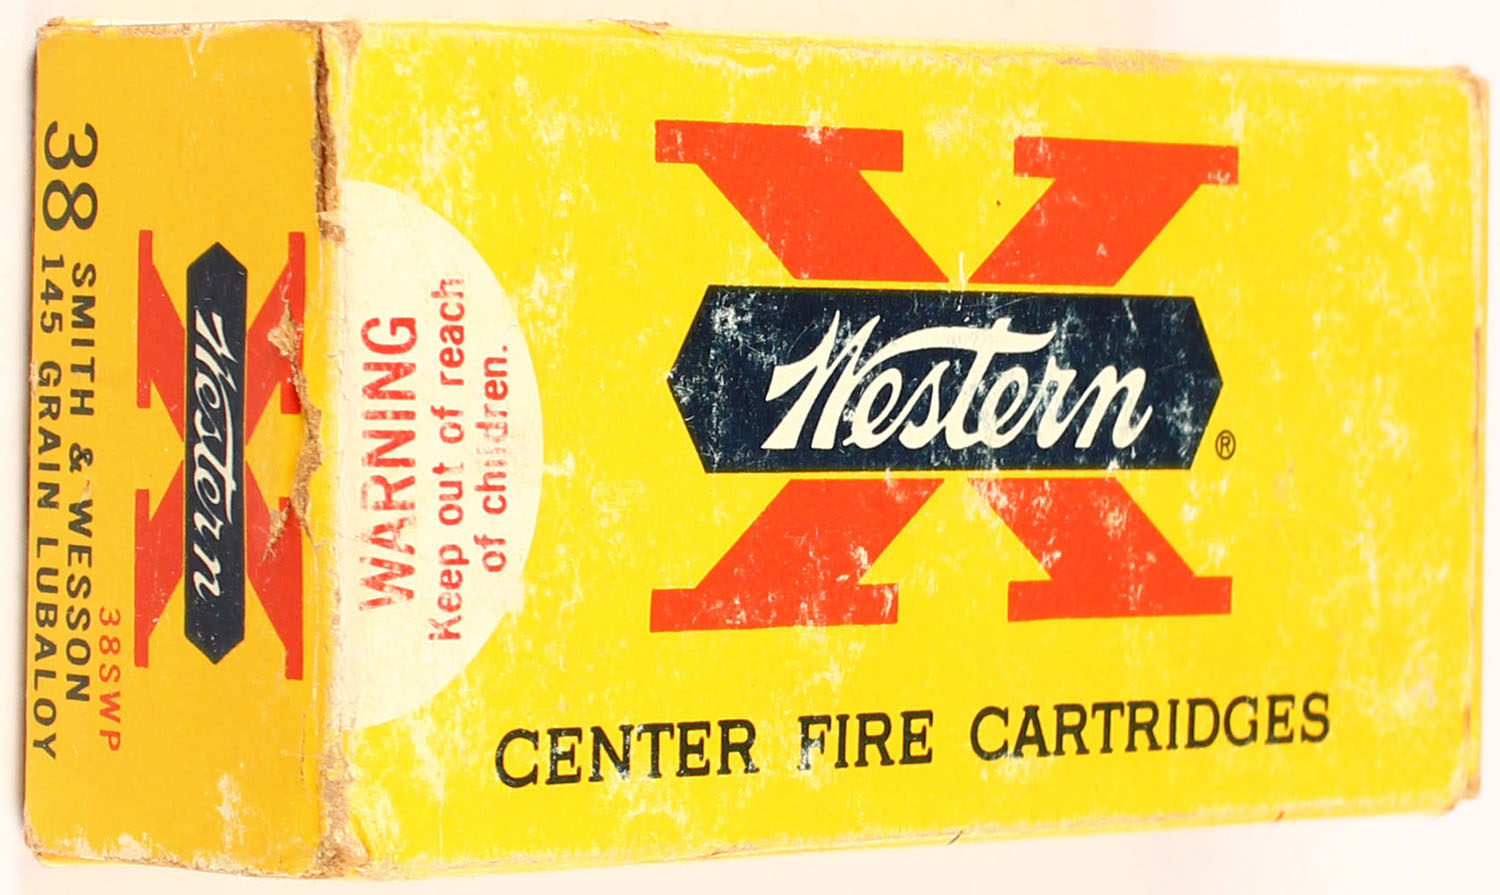 Western
®
CENTER FIRE CARTRIDGES
WARNING
Keep out of reach
of children.
Western
38SWP
38 SMITH & WESSON
145 GRAIN LUBALOY